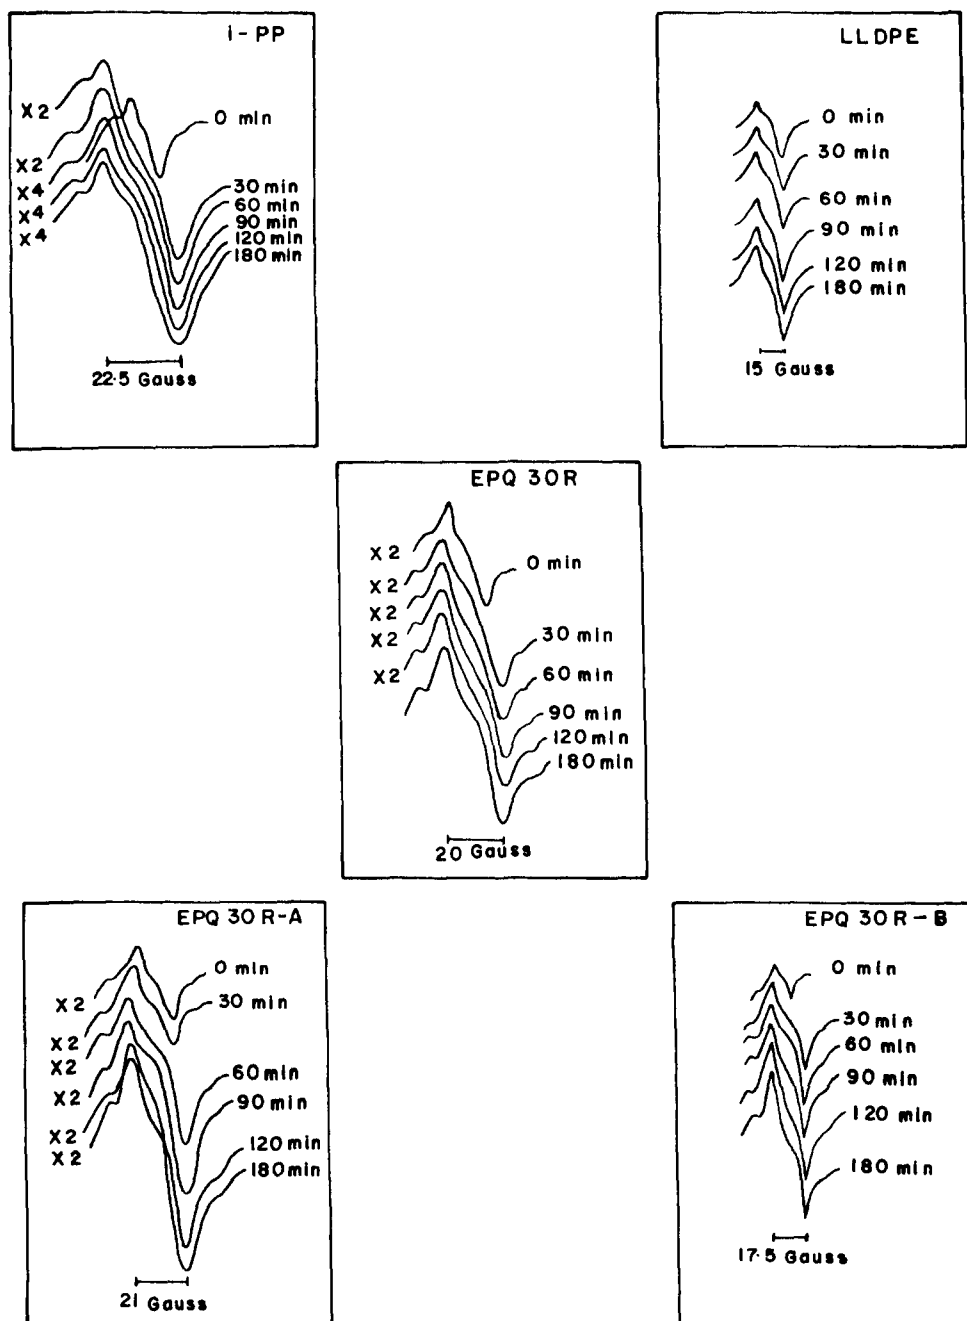 i-PP
X2
0 min
X2
X4
X4
X4
30 min
60 min
90 min
120 min
180 min
22·5 Gauss
LLDPE
0 min
30 min
60 min
90 min
120 min
180 min
15 Gauss
EPQ 30R
X2
0 min
X2
X2
X2
30 min
X2
60 min
90 min
120 min
180 min
20 Gauss
EPQ 30 R-A
0 min
X2
30 min
X2
X2
60 min
X2
90 min
X2
120 min
X2
180 min
21 Gauss
EPQ 30 R-B
0 min
30 min
60 min
90 min
120 min
180 min
17·5 Gauss